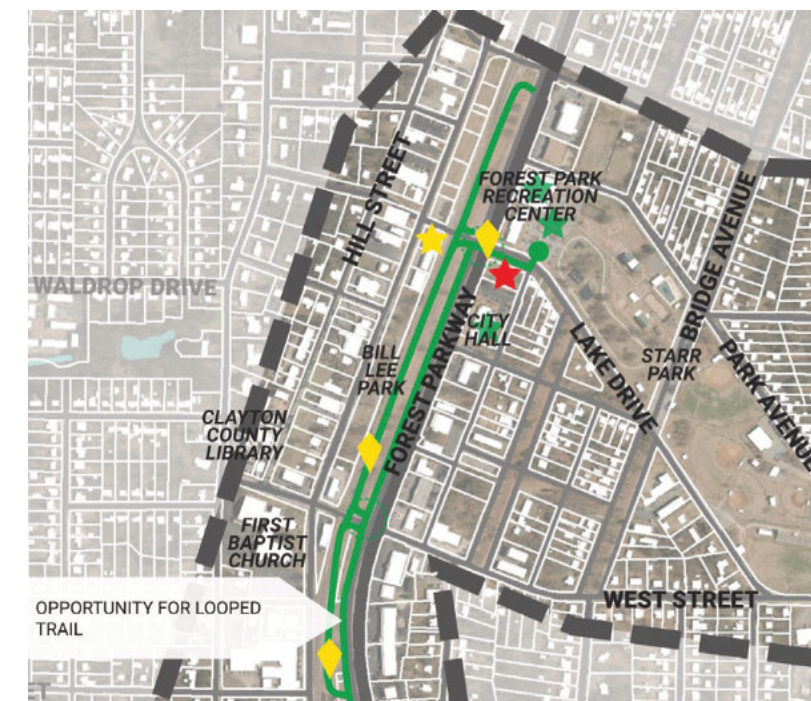 HILL STREET
FOREST PARK
RECREATION
CENTER
BRIDGE AVENUE
WALDROP DRIVE
CITY
HALL
BILL
LEE
PARK
FOREST PARKWAY
LAKE DRIVE
STARR
PARK
PARK AVENUE
CLAYTON
COUNTY
LIBRARY
FIRST
BAPTIST
CHURCH
OPPORTUNITY FOR LOOPED
TRAIL
WEST STREET